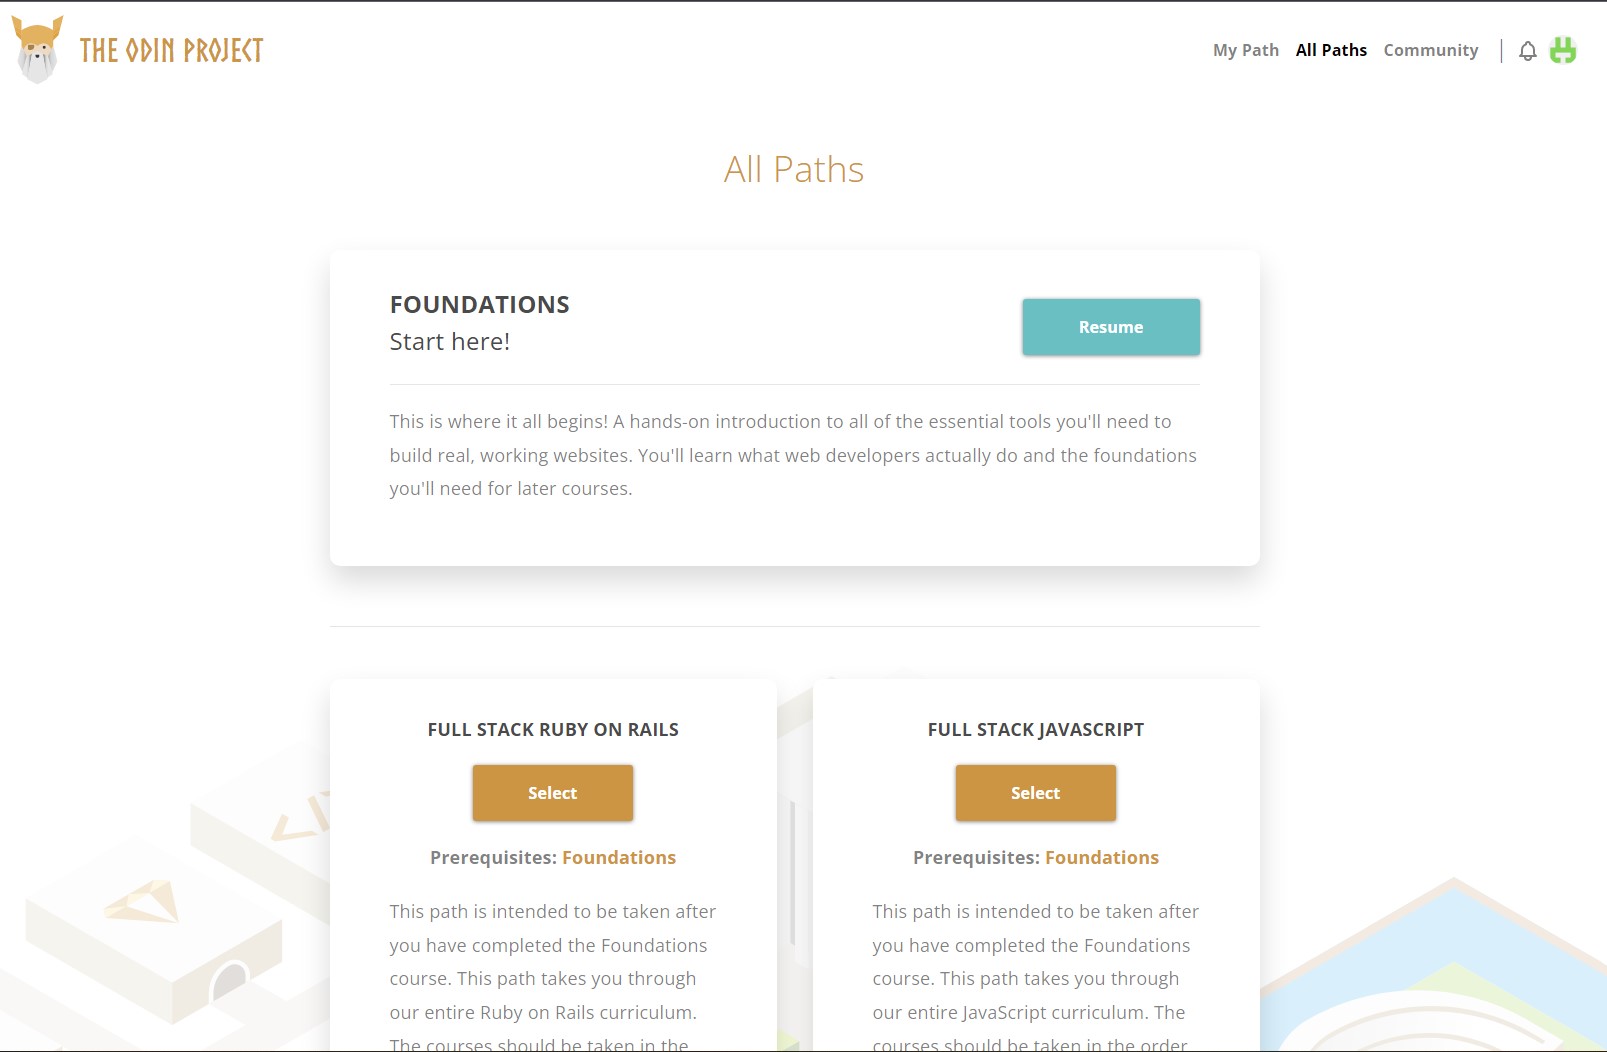 THE ODIN PROJECT
My Path All Paths Community
All Paths
FOUNDATIONS
Start here!
Resume
This is where it all begins! A hands-on introduction to all of the essential tools you'll need to
build real, working websites. You'll learn what web developers actually do and the foundations
you'll need for later courses.
FULL STACK RUBY ON RAILS
Select
Prerequisites: Foundations
This path is intended to be taken after
you have completed the Foundations
course. This path takes you through
our entire Ruby on Rails curriculum.
The courses should be taken in the
FULL STACK JAVASCRIPT
Select
Prerequisites: Foundations
This path is intended to be taken after
you have completed the Foundations
course. This path takes you through
our entire JavaScript curriculum. The
courses should be taken in the order